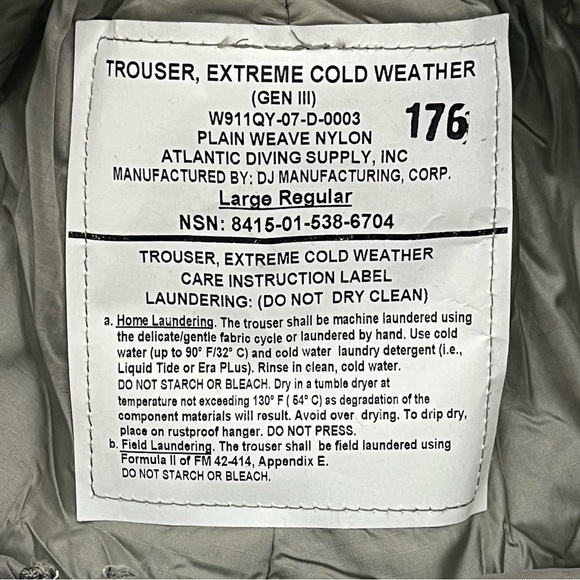 TROUSER, EXTREME COLD WEATHER
(GEN III)
W911QY-07-D-0003
176
PLAIN WEAVE NYLON
ATLANTIC DIVING SUPPLY, INC
MANUFACTURED BY: DJ MANUFACTURING, CORP.
Large Regular
NSN: 8415-01-538-6704
TROUSER, EXTREME COLD WEATHER
CARE INSTRUCTION LABEL
LAUNDERING: (DO NOT DRY CLEAN)
a. Home Laundering. The trouser shall be machine laundered using
the delicate/gentle fabric cycle or laundered by hand. Use cold
water (up to 90° F/32° C) and cold water laundry detergent (i.e.,
Liquid Tide or Era PLus). Rinse in clean, cold water.
DO NOT STARCH OR BLEACH. Dry in a tumble dryer at
temperature not exceeding 130° F ( 54° C) as degradation of the
component materials will result. Avoid over drying. To drip dry,
place on rustproof hanger. DO NOT PRESS.
b. Field Laundering. The trouser shall be field laundered using
Formula II of FM 42-414, Appendix E.
DO NOT STARCH OR BLEACH.